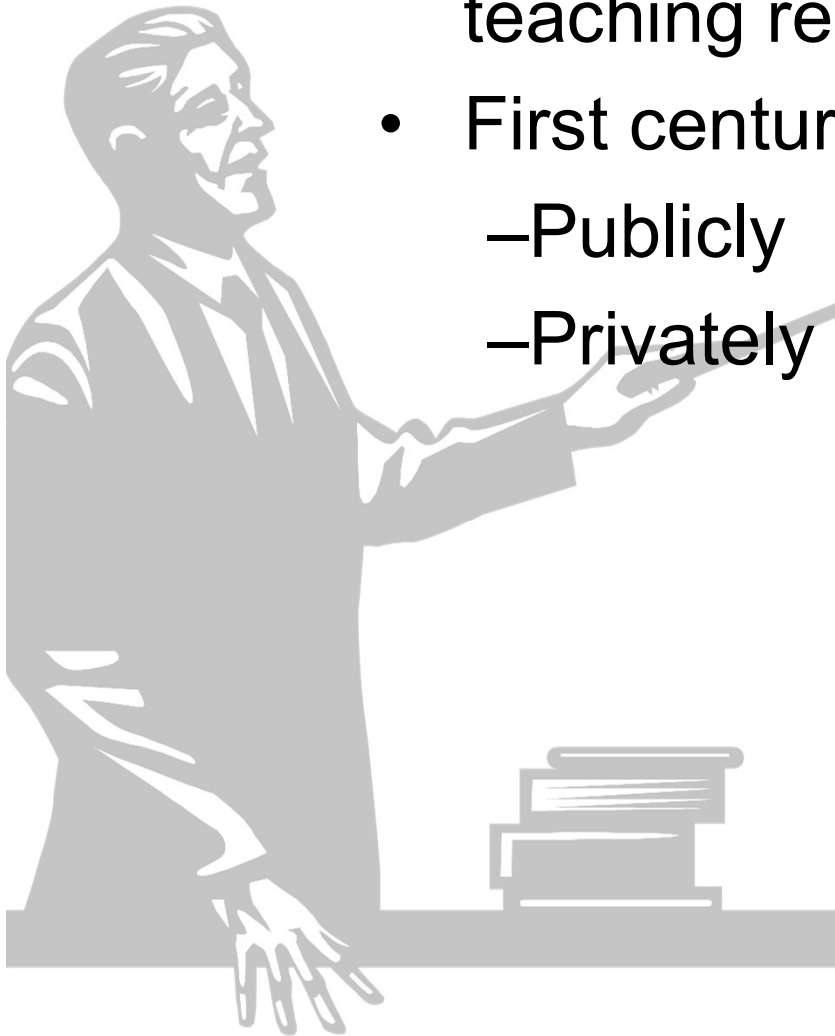 teaching re
• First centur
–Publicly
–Privately